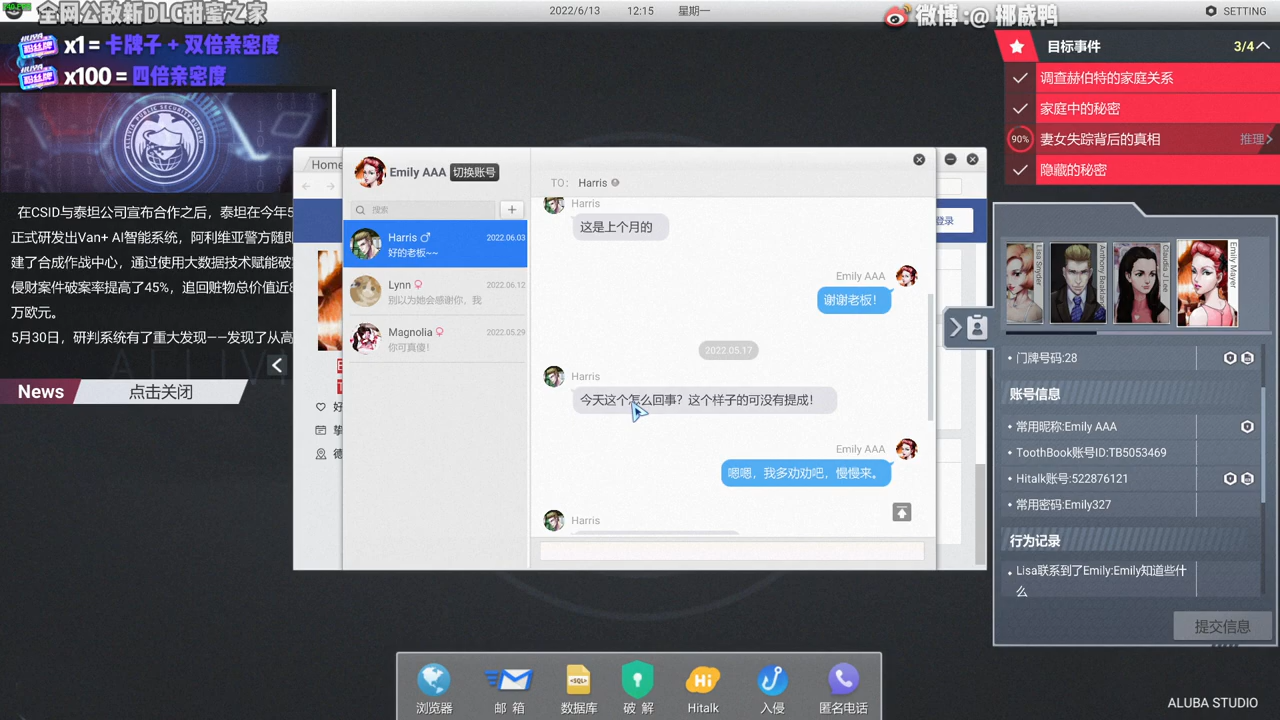 全网公敌新DLC甜蜜之家
2022/6/13 12:15 星期一
微博:@ 挪威鸭
SETTING
x1 = 卡牌子 + 双倍亲密度
x100 = 四倍亲密度
目标事件 3/4
调查赫伯特的家庭关系
家庭中的秘密
90% 妻女失踪背后的真相 推理
隐藏的秘密
在CSID与泰坦公司宣布合作之后，泰坦在今年5
正式研发出Van+ AI智能系统，阿利维亚警方随即
建了合成作战中心，通过使用大数据技术赋能破
侵财案件破案率提高了45%，追回赃物总价值近8
万欧元。
5月30日，研判系统有了重大发现——发现了从高
News 点击关闭
Home
登录
Emily AAA 切换账号
搜索
Harris 2022.06.03
好的老板~~
Lynn 2022.06.12
别以为她会感谢你，我
Magnolia 2022.05.29
你可真傻！
TO: Harris
Harris
这是上个月的
Emily AAA
谢谢老板！
2022.05.17
Harris
今天这个怎么回事？这个样子的可没有提成！
Emily AAA
嗯嗯，我多劝劝吧，慢慢来。
Harris
Lisa Snyder
Anthony Beaklan
Claudia J Lee
Emily Mayer
门牌号码:28
账号信息
常用昵称:Emily AAA
ToothBook账号ID:TB5053469
Hitalk账号:522876121
常用密码:Emily327
行为记录
Lisa联系到了Emily:Emily知道些什
么
提交信息
浏览器
邮 箱
<SQL>
数据库
破 解
Hi
Hitalk
入侵
匿名电话
ALUBA STUDIO